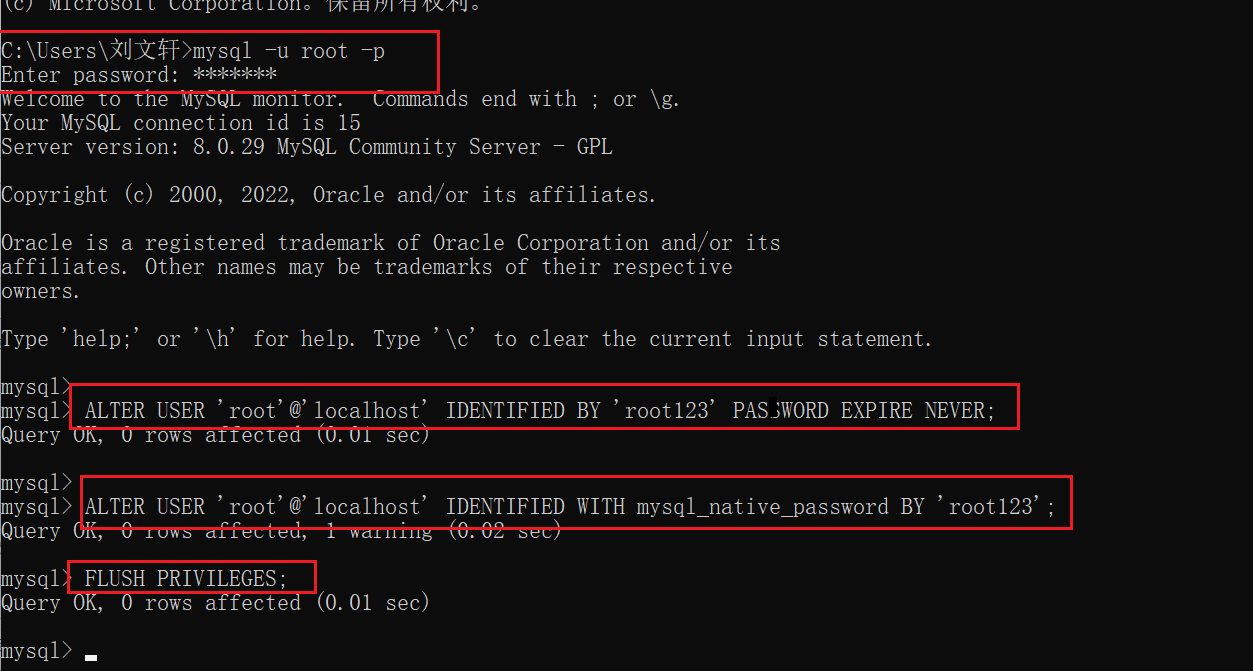 (c) Microsoft Corporation。保留所有权利。
C:\Users\刘文轩>mysql -u root -p
Enter password: *******
Welcome to the MySQL monitor.  Commands end with ; or \g.
Your MySQL connection id is 15
Server version: 8.0.29 MySQL Community Server - GPL
Copyright (c) 2000, 2022, Oracle and/or its affiliates.
Oracle is a registered trademark of Oracle Corporation and/or its
affiliates. Other names may be trademarks of their respective
owners.
Type 'help;' or '\h' for help. Type '\c' to clear the current input statement.
mysql>
mysql> ALTER USER 'root'@'localhost' IDENTIFIED BY 'root123' PASSWORD EXPIRE NEVER;
Query OK, 0 rows affected (0.01 sec)
mysql>
mysql> ALTER USER 'root'@'localhost' IDENTIFIED WITH mysql_native_password BY 'root123';
Query OK, 0 rows affected, 1 warning (0.02 sec)
mysql> FLUSH PRIVILEGES;
Query OK, 0 rows affected (0.01 sec)
mysql>